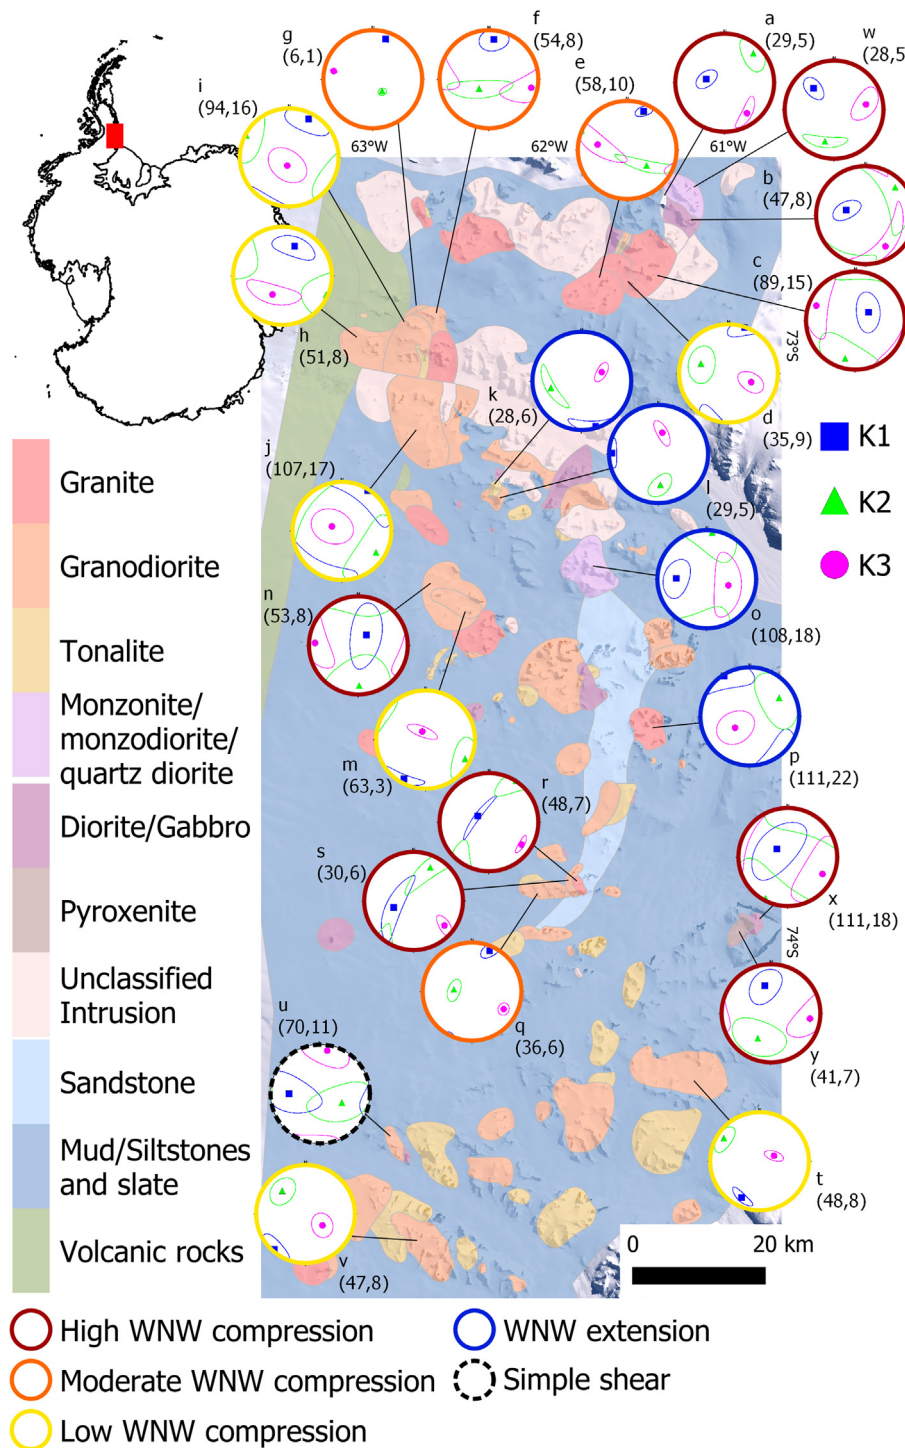 a
(29,5)
w
(28,5)
f
(54,8)
g
(6,1)
e
(58,10)
i
(94,16)
63°W
62°W
61°W
b
(47,8)
c
(89,15)
h
(51,8)
73°S
k
(28,6)
d
(35,9)
j
(107,17)
l
(29,5)
K1
K2
K3
Granite
Granodiorite
Tonalite
Monzonite/
monzodiorite/
quartz diorite
Diorite/Gabbro
Pyroxenite
Unclassified
Intrusion
Sandstone
Mud/Siltstones
and slate
Volcanic rocks
n
(53,8)
o
(108,18)
m
(63,3)
p
(111,22)
r
(48,7)
s
(30,6)
x
(111,18)
74°S
q
(36,6)
u
(70,11)
y
(41,7)
t
(48,8)
v
(47,8)
0 20 km
High WNW compression
WNW extension
Moderate WNW compression
Simple shear
Low WNW compression